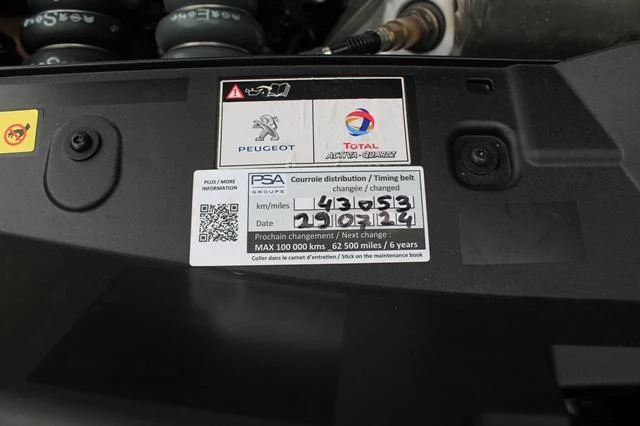 PEUGEOT
TOTAL
ACTIVA-QUARTZ
PLUS / MORE
INFORMATION
PSA
GROUPE
Courroie distribution / Timing belt
changée / changed
km/miles 43053
Date 290724
Prochain changement / Next change :
MAX 100 000 kms _62 500 miles / 6 years
Coller dans le carnet d'entretien / Stick on the maintenance book